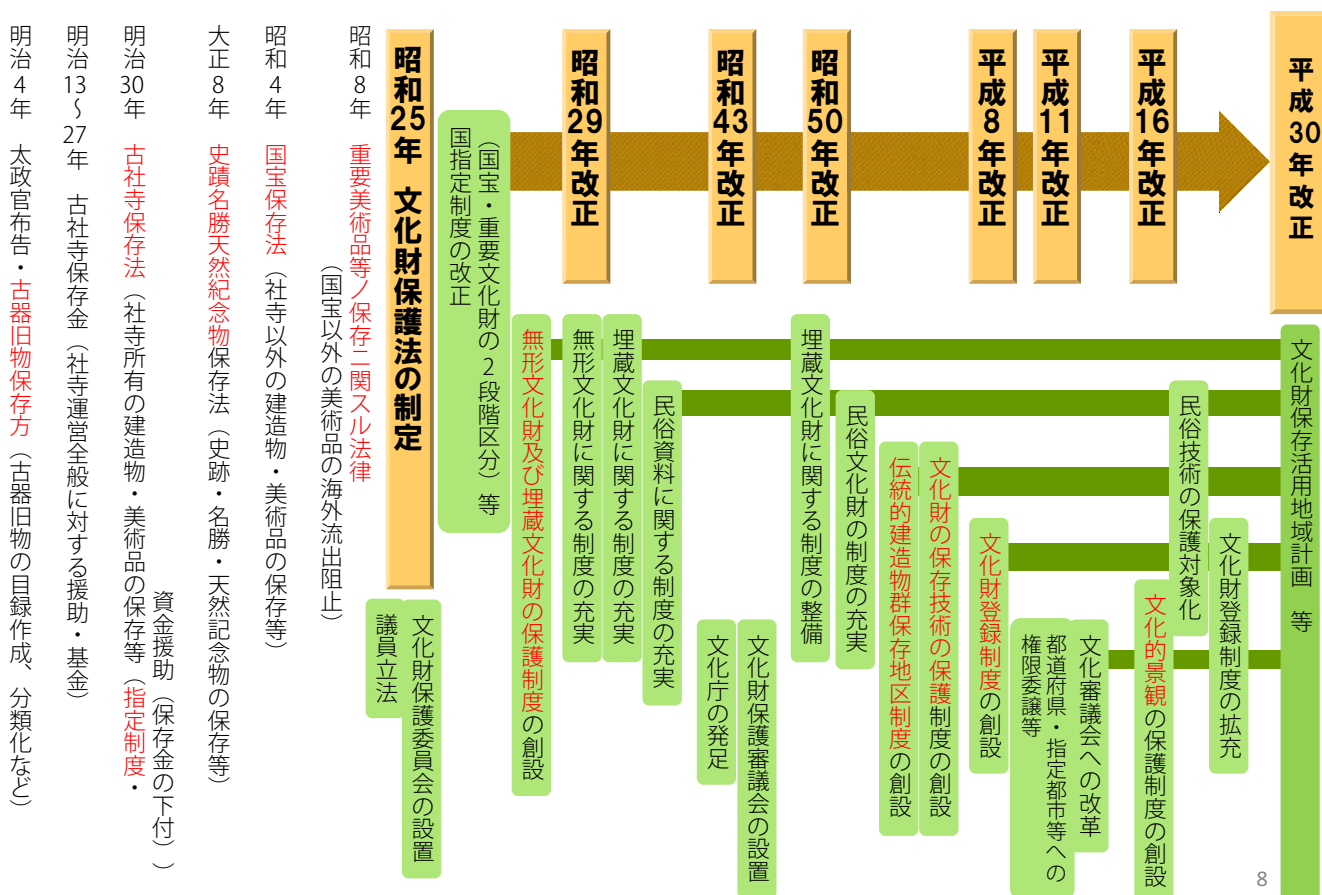 明治4年　太政官布告・古器旧物保存方（古器旧物の目録作成、分類化など）
明治13～27年　古社寺保存金（社寺運営全般に対する援助・基金）
明治30年　古社寺保存法（社寺所有の建造物・美術品の保存等（指定制度・
資金援助（保存金の下付））
大正8年　史蹟名勝天然紀念物保存法（史跡・名勝・天然記念物の保存等）
昭和4年　国宝保存法（社寺以外の建造物・美術品の保存等）
昭和8年　重要美術品等ノ保存ニ関スル法律
（国宝以外の美術品の海外流出阻止）
昭和25年　文化財保護法の制定
議員立法
文化財保護委員会の設置
（国宝・重要文化財の2段階区分）等
国指定制度の改正
無形文化財及び埋蔵文化財の保護制度の創設
昭和29年改正
無形文化財に関する制度の充実
埋蔵文化財に関する制度の充実
民俗資料に関する制度の充実
昭和43年改正
文化庁の発足
文化財保護審議会の設置
昭和50年改正
埋蔵文化財に関する制度の整備
民俗文化財の制度の充実
伝統的建造物群保存地区制度の創設
文化財の保存技術の保護制度の創設
平成8年改正
文化財登録制度の創設
平成11年改正
文化審議会への改革
都道府県・指定都市等への
権限委譲等
平成16年改正
文化的景観の保護制度の創設
民俗技術の保護対象化
文化財登録制度の拡充
平成30年改正
文化財保存活用地域計画　等
8